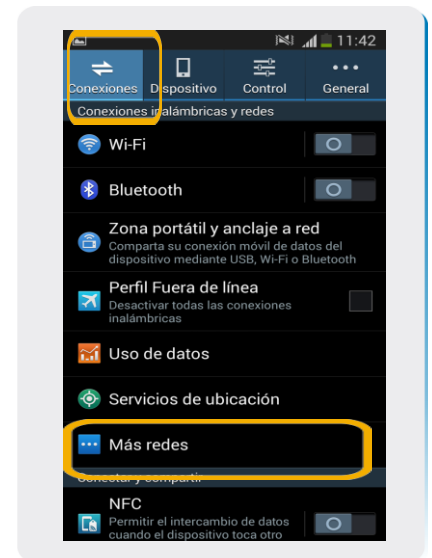 11:42
Conexiones Dispositivo Control General
Conexiones inalámbricas y redes
Wi-Fi
Bluetooth
Zona portátil y anclaje a red
Comparta su conexión móvil de datos del
dispositivo mediante USB, Wi-Fi o Bluetooth
Perfil Fuera de línea
Desactivar todas las conexiones
inalámbricas
Uso de datos
Servicios de ubicación
Más redes
Conectar y compartir
NFC
Permitir el intercambio de datos
cuando el dispositivo toca otro